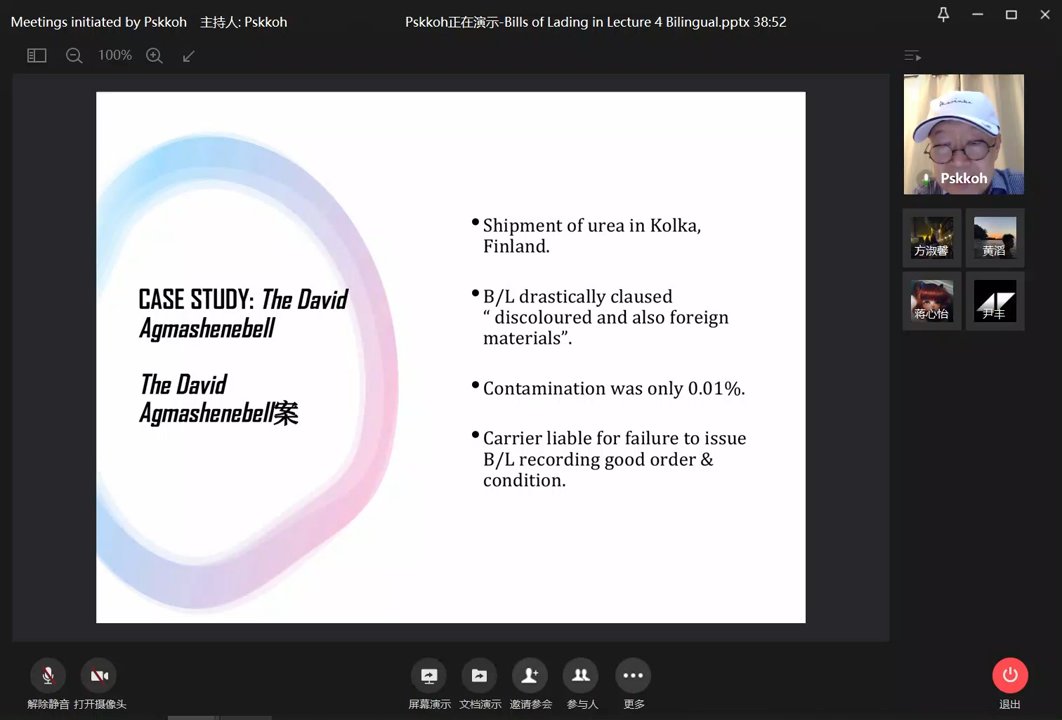 Meetings initiated by Pskkoh 主持人: Pskkoh
Pskkoh正在演示-Bills of Lading in Lecture 4 Bilingual.pptx 38:52
100%
CASE STUDY: The David
Agmashenebell
The David
Agmashenebell案
•Shipment of urea in Kolka,
Finland.
•B/L drastically claused
“ discoloured and also foreign
materials”.
•Contamination was only 0.01%.
•Carrier liable for failure to issue
B/L recording good order &
condition.
Pskkoh
方淑馨
黄滔
蒋心怡
尹丰
解除静音
打开摄像头
屏幕演示
文档演示
邀请参会
参与人
更多
退出